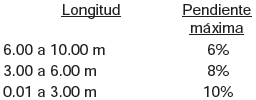 Longitud Pendiente
máxima
6.00 a 10.00 m 6%
3.00 a 6.00 m 8%
0.01 a 3.00 m 10%